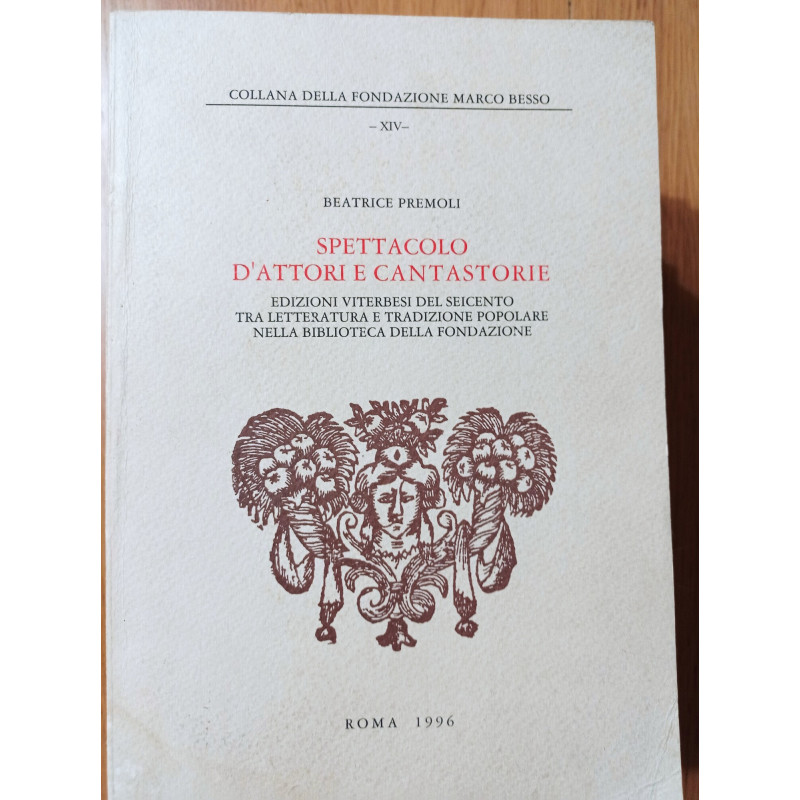 COLLANA DELLA FONDAZIONE MARCO BESSO
– XIV–
BEATRICE PREMOLI
SPETTACOLO
D'ATTORI E CANTASTORIE
EDIZIONI VITERBESI DEL SEICENTO
TRA LETTERATURA E TRADIZIONE POPOLARE
NELLA BIBLIOTECA DELLA FONDAZIONE
ROMA 1996